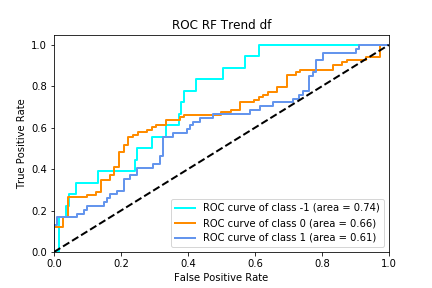 ROC RF Trend df
1.0
0.8
0.6
0.4
0.2
0.0
True Positive Rate
ROC curve of class -1 (area = 0.74)
ROC curve of class 0 (area = 0.66)
ROC curve of class 1 (area = 0.61)
0.0 0.2 0.4 0.6 0.8 1.0
False Positive Rate